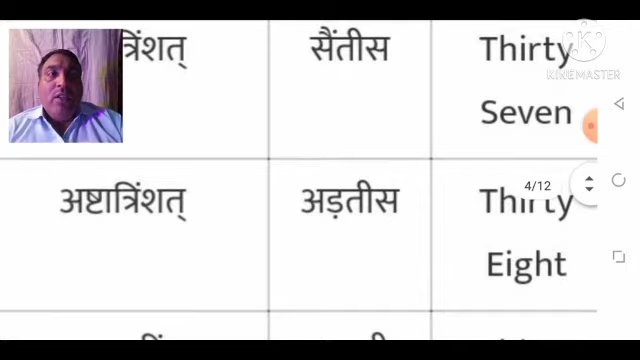 त्रिंशत् सैंतीस Thirty
Seven
KINEMASTER
4/12
अष्टात्रिंशत् अड़तीस Thirty
Eight